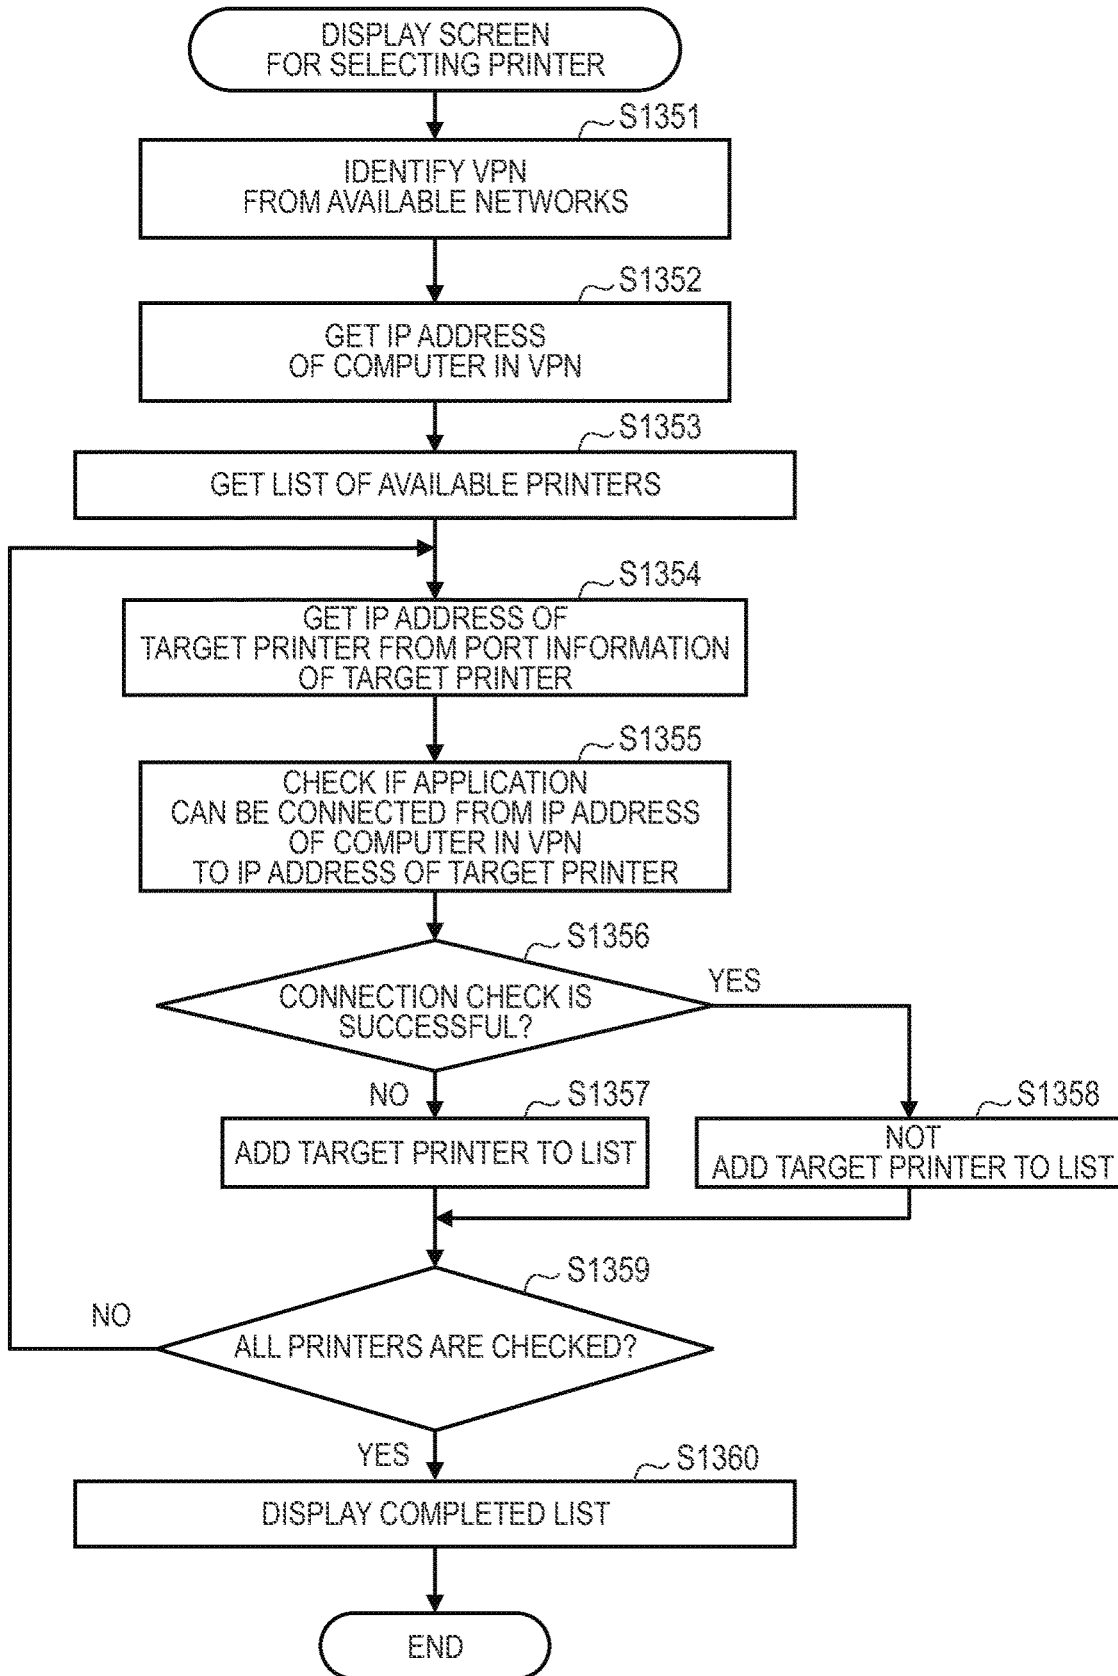 DISPLAY SCREEN
FOR SELECTING PRINTER
S1351
IDENTIFY VPN
FROM AVAILABLE NETWORKS
S1352
GET IP ADDRESS
OF COMPUTER IN VPN
S1353
GET LIST OF AVAILABLE PRINTERS
S1354
GET IP ADDRESS OF
TARGET PRINTER FROM PORT INFORMATION
OF TARGET PRINTER
S1355
CHECK IF APPLICATION
CAN BE CONNECTED FROM IP ADDRESS
OF COMPUTER IN VPN
TO IP ADDRESS OF TARGET PRINTER
S1356
CONNECTION CHECK IS
SUCCESSFUL?
YES
NO
S1357
ADD TARGET PRINTER TO LIST
S1358
NOT
ADD TARGET PRINTER TO LIST
S1359
ALL PRINTERS ARE CHECKED?
NO
YES
S1360
DISPLAY COMPLETED LIST
END